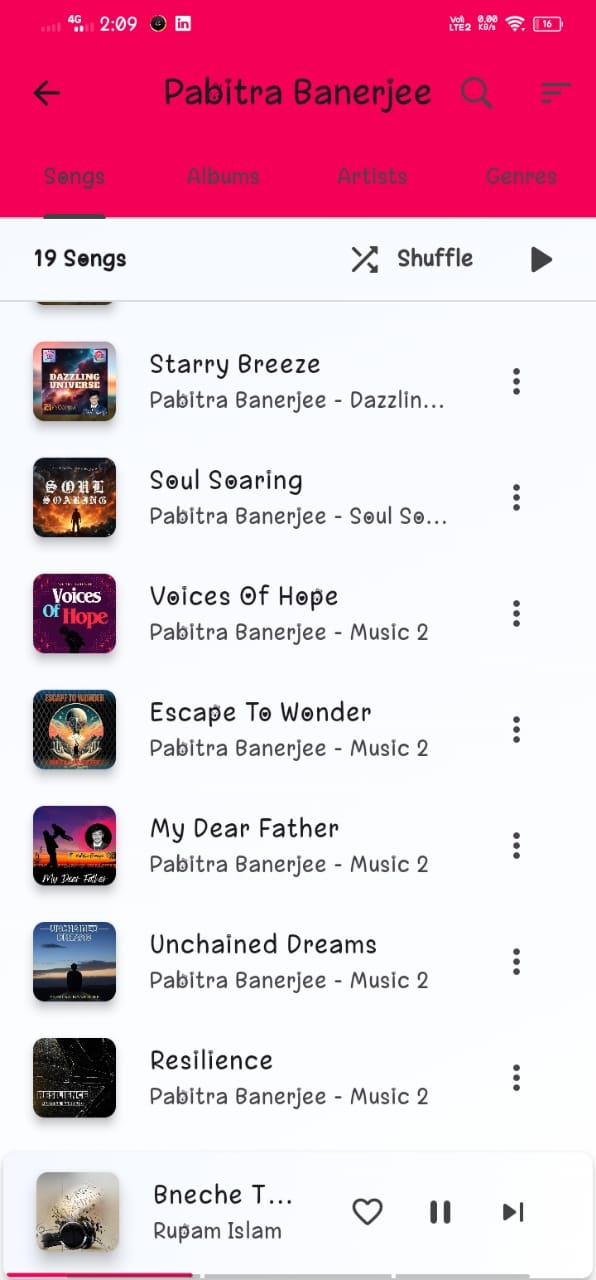 4G 2:09 in Voli LTE2 0.00 KB/s 16
Pabitra Banerjee
Songs Albums Artists Genres
19 Songs Shuffle
DAZZLING
UNIVERSE
Starry Breeze
Pabitra Banerjee - Dazzlin...
SOUL
SOARING
Soul Soaring
Pabitra Banerjee - Soul So...
Voices
Of Hope
Voices Of Hope
Pabitra Banerjee - Music 2
ESCAPE TO WONDER
Escape To Wonder
Pabitra Banerjee - Music 2
My Dear Father
My Dear Father
Pabitra Banerjee - Music 2
UNCHAINED
DREAMS
Unchained Dreams
Pabitra Banerjee - Music 2
RESILIENCE
PABITRA BANERJEE
Resilience
Pabitra Banerjee - Music 2
Bneche T...
Rupam Islam